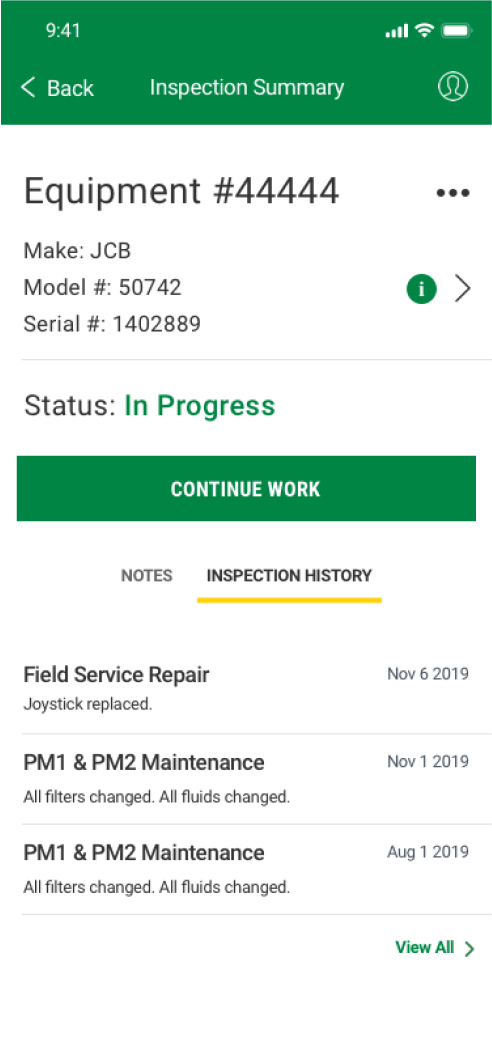 9:41
Back
Inspection Summary
Equipment #44444
Make: JCB
Model #: 50742
i
Serial #: 1402889
Status: In Progress
CONTINUE WORK
NOTES
INSPECTION HISTORY
Field Service Repair
Nov 6 2019
Joystick replaced.
PM1 & PM2 Maintenance
Nov 1 2019
All filters changed. All fluids changed.
PM1 & PM2 Maintenance
Aug 1 2019
All filters changed. All fluids changed.
View All